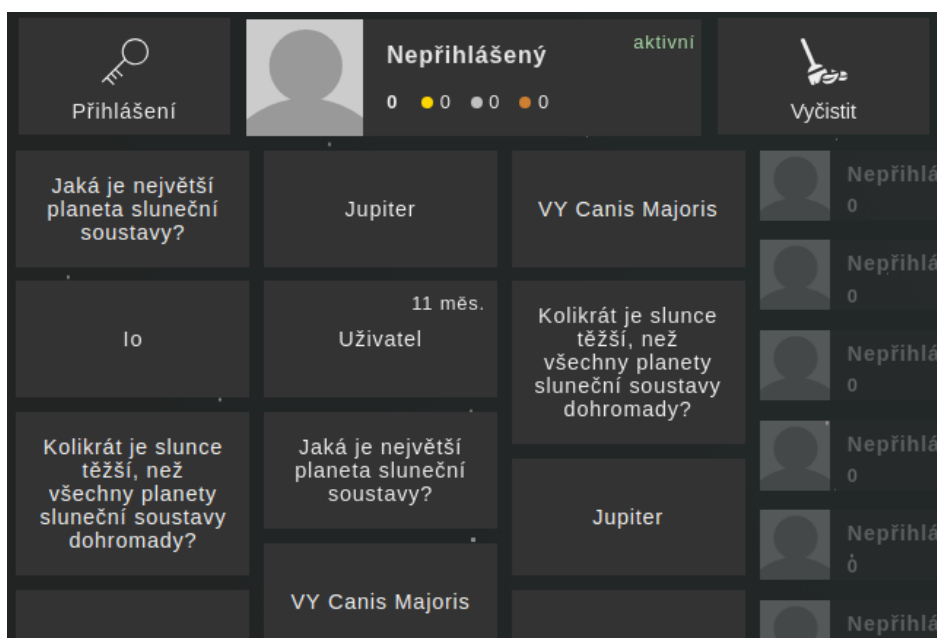 Přihlášení
Nepřihlášený
aktivní
0 0 0 0
Vyčistit
Jaká je největší
planeta sluneční
soustavy?
Jupiter
VY Canis Majoris
Nepřihlá
0
Nepřihlá
0
Io
11 měs.
Uživatel
Kolikrát je slunce
těžší, než
všechny planety
sluneční soustavy
dohromady?
Nepřihlá
0
Kolikrát je slunce
těžší, než
všechny planety
sluneční soustavy
dohromady?
Jaká je největší
planeta sluneční
soustavy?
Jupiter
Nepřihlá
0
Nepřihlá
0
VY Canis Majoris
Nepřihlá